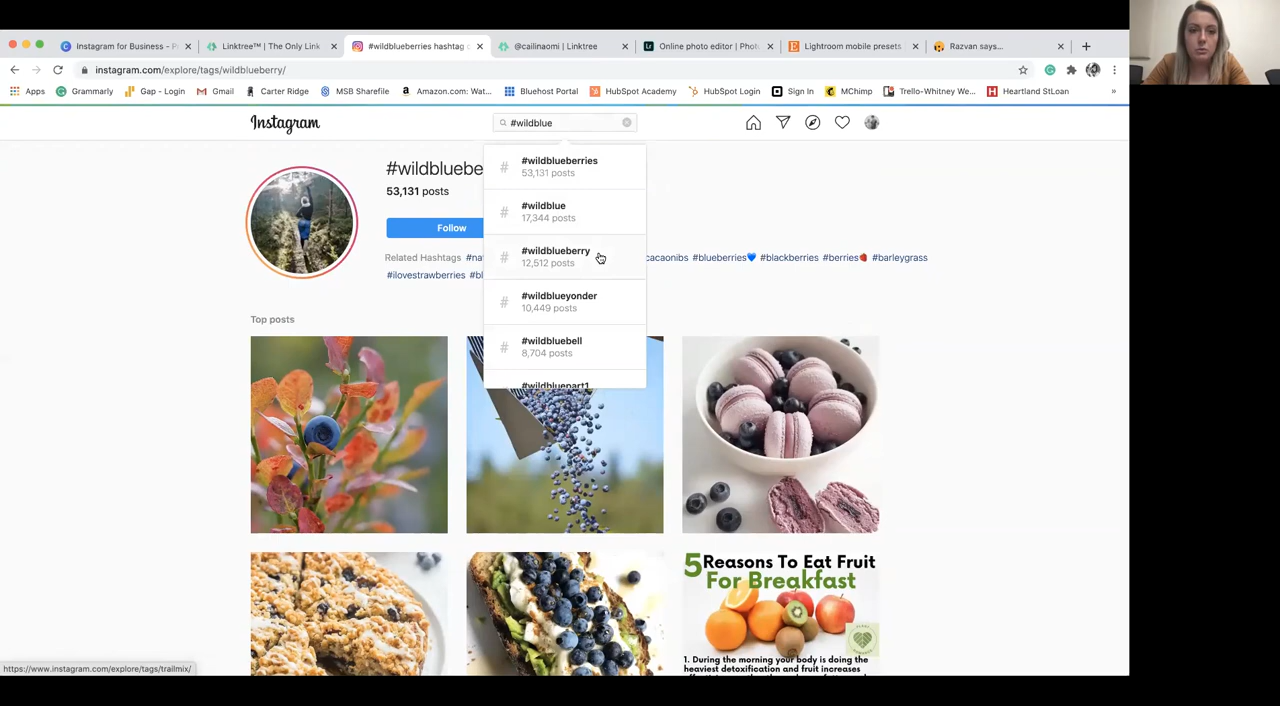 Instagram for Business - P
Linktree™ | The Only Link
#wildblueberries hashtag
@cailinaomi | Linktree
Online photo editor | Phot
Lightroom mobile presets
Razvan says...
instagram.com/explore/tags/wildblueberry/
Apps
Grammarly
Gap - Login
Gmail
Carter Ridge
MSB Sharefile
Amazon.com: Wat...
Bluehost Portal
HubSpot Academy
HubSpot Login
Sign In
MChimp
Trello-Whitney We...
Heartland StLoan
»
Instagram
#wildblue
#wildbluebe
53,131 posts
Follow
#wildblueberries
53,131 posts
#wildblue
17,344 posts
#wildblueberry
12,512 posts
#wildblueyonder
10,449 posts
#wildbluebell
8,704 posts
#wildbluepart1
Related Hashtags #na
cacaonibs #blueberries💙 #blackberries #berries🍓 #barleygrass
#ilovestrawberries #bl
Top posts
5 Reasons To Eat Fruit
For Breakfast
1. During the morning your body is doing the
heaviest detoxification and fruit increases
https://www.instagram.com/explore/tags/trailmix/